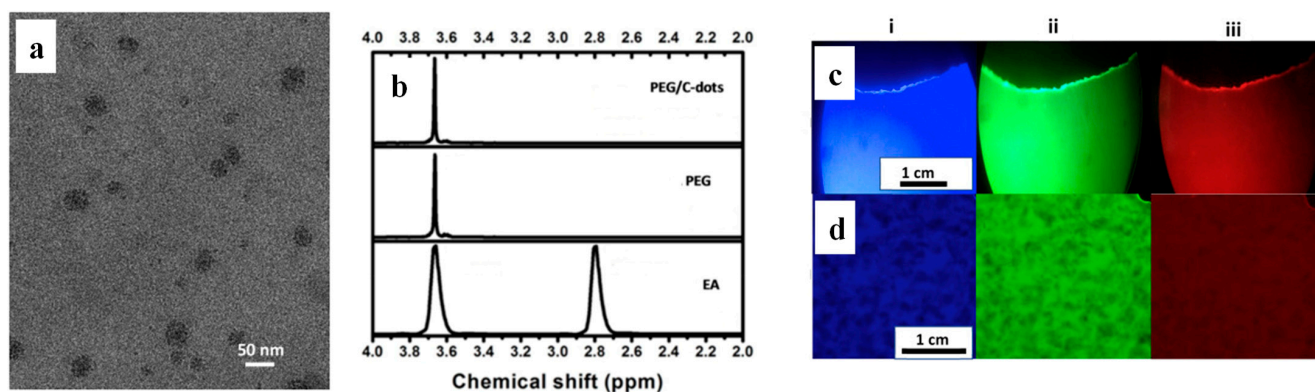 a
50 nm
4.0 3.8 3.6 3.4 3.2 3.0 2.8 2.6 2.4 2.2 2.0
b
PEG/C-dots
PEG
EA
4.0 3.8 3.6 3.4 3.2 3.0 2.8 2.6 2.4 2.2 2.0
Chemical shift (ppm)
i ii iii
c
1 cm
1 cm
d
1 cm